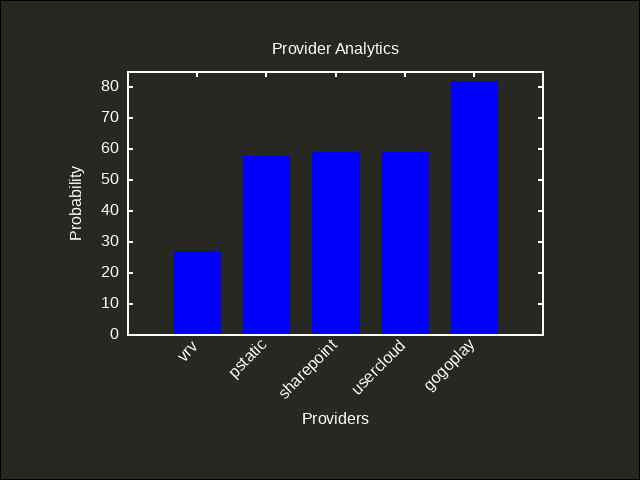 Provider Analytics
80
70
60
50
40
30
20
10
0
Probability
vrv
pstatic
sharepoint
usercloud
gogoplay
Providers